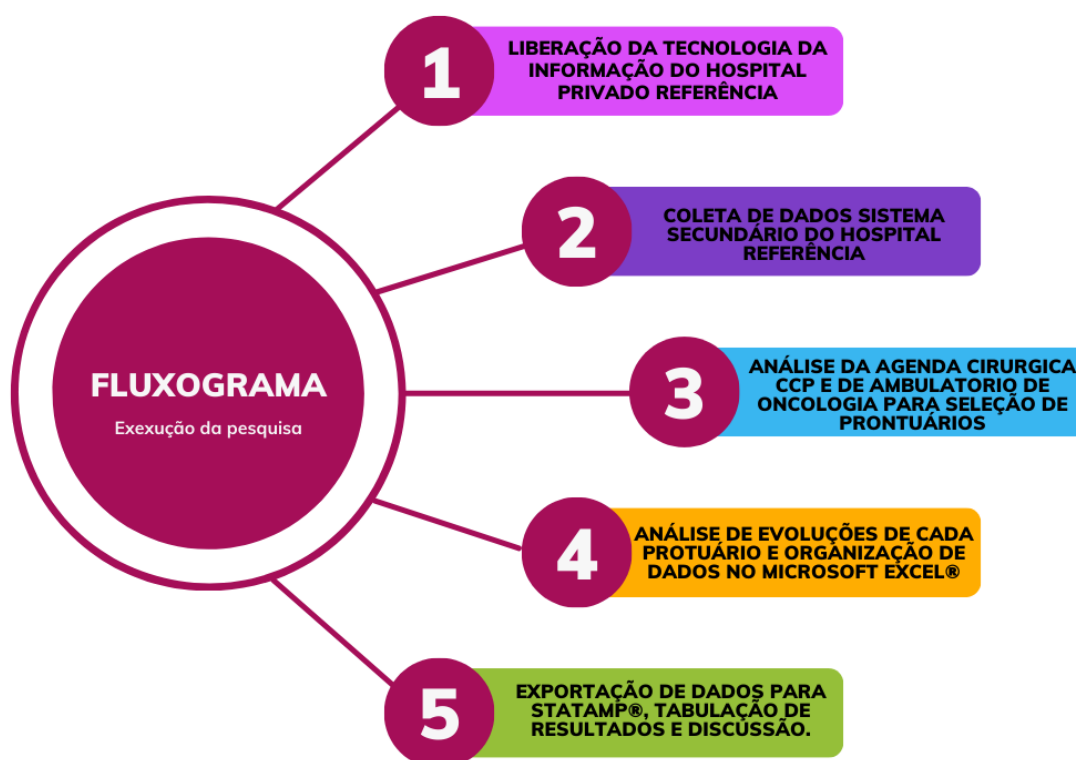 FLUXOGRAMA
Exexução da pesquisa
1
LIBERAÇÃO DA TECNOLOGIA DA
INFORMAÇÃO DO HOSPITAL
PRIVADO REFERÊNCIA
2
COLETA DE DADOS SISTEMA
SECUNDÁRIO DO HOSPITAL
REFERÊNCIA
3
ANÁLISE DA AGENDA CIRURGICA
CCP E DE AMBULATORIO DE
ONCOLOGIA PARA SELEÇÃO DE
PRONTUÁRIOS
4
ANÁLISE DE EVOLUÇÕES DE CADA
PROTUÁRIO E ORGANIZAÇÃO DE
DADOS NO MICROSOFT EXCEL®
5
EXPORTAÇÃO DE DADOS PARA
STATAMP®, TABULAÇÃO DE
RESULTADOS E DISCUSSÃO.